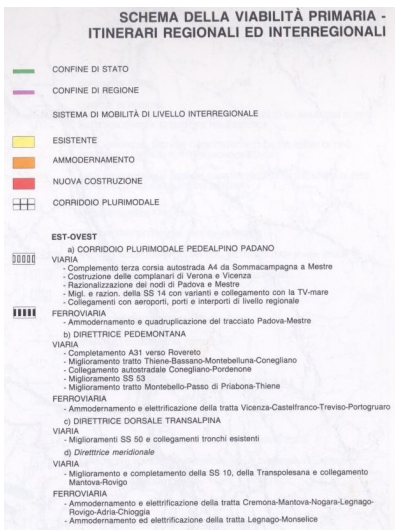 SCHEMA DELLA VIABILITÀ PRIMARIA -
ITINERARI REGIONALI ED INTERREGIONALI
CONFINE DI STATO
CONFINE DI REGIONE
SISTEMA DI MOBILITÀ DI LIVELLO INTERREGIONALE
ESISTENTE
AMMODERNAMENTO
NUOVA COSTRUZIONE
CORRIDOIO PLURIMODALE
EST-OVEST
a) CORRIDOIO PLURIMODALE PEDEALPINO PADANO
VIARIA
- Complemento terza corsia autostrada A4 da Sommacampagna a Mestre
- Costruzione delle complanari di Verona e Vicenza
- Razionalizzazione dei nodi di Padova e Mestre
- Migl. e razion. della SS 14 con varianti e collegamento con la TV-mare
- Collegamenti con aeroporti, porti e interporti di livello regionale
FERROVIARIA
- Ammodernamento e quadruplicazione del tracciato Padova-Mestre
b) DIRETTRICE PEDEMONTANA
VIARIA
- Completamento A31 verso Rovereto
- Miglioramento tratto Thiene-Bassano-Montebelluna-Conegliano
- Collegamento autostradale Conegliano-Pordenone
- Miglioramento SS 53
- Miglioramento tratto Montebello-Passo di Priabona-Thiene
FERROVIARIA
- Ammodernamento e elettrificazione della tratta Vicenza-Castelfranco-Treviso-Portogruaro
c) DIRETTRICE DORSALE TRANSALPINA
VIARIA
- Miglioramenti SS 50 e collegamenti tronchi esistenti
d) Direttrice meridionale
VIARIA
- Miglioramento e completamento della SS 10, della Transpolesana e collegamento
Mantova-Rovigo
FERROVIARIA
- Ammodernamento e elettrificazione della tratta Cremona-Mantova-Nogara-Legnago-
Rovigo-Adria-Chioggia
- Ammodernamento ed elettrificazione della tratta Legnago-Monselice